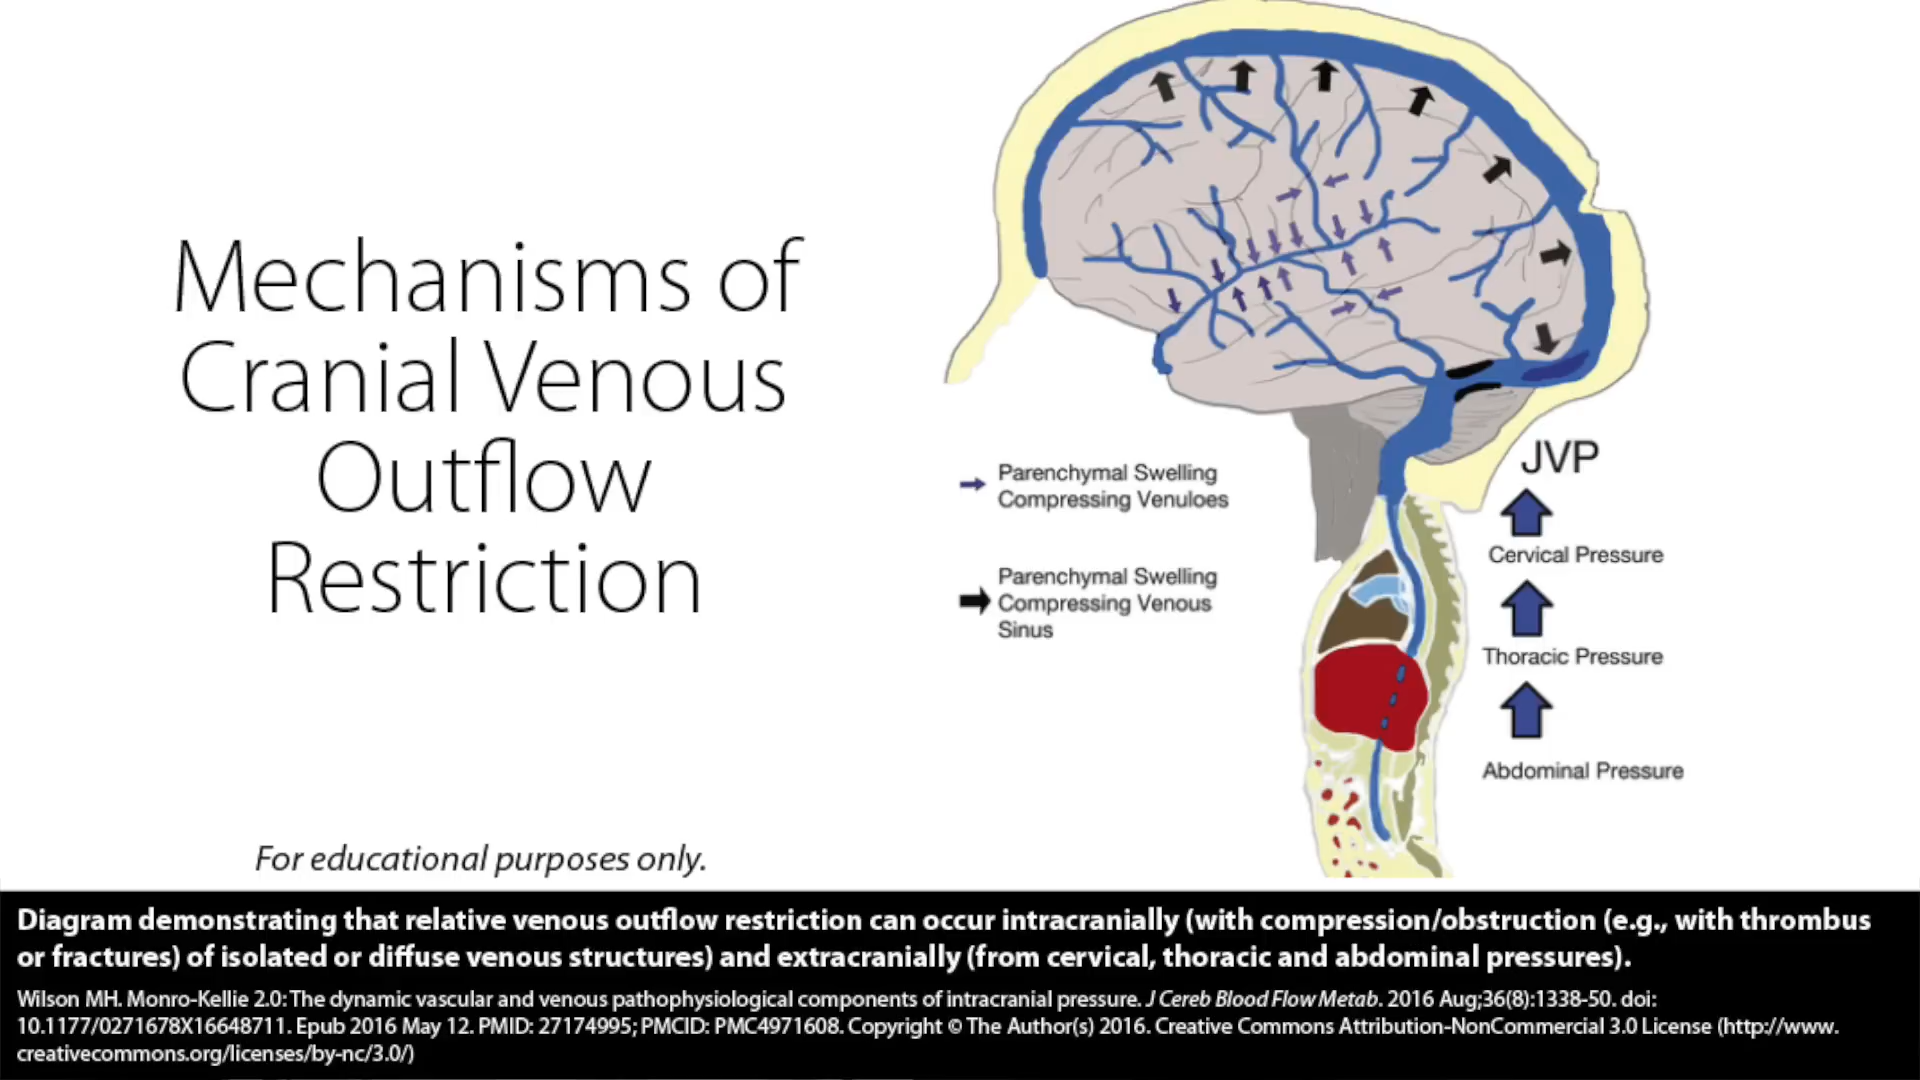 Mechanisms of
Cranial Venous
Outflow
Restriction
For educational purposes only.
Parenchymal Swelling
Compressing Venuloes
Parenchymal Swelling
Compressing Venous
Sinus
JVP
Cervical Pressure
Thoracic Pressure
Abdominal Pressure
Diagram demonstrating that relative venous outflow restriction can occur intracranially (with compression/obstruction (e.g., with thrombus
or fractures) of isolated or diffuse venous structures) and extracranially (from cervical, thoracic and abdominal pressures).
Wilson MH. Monro-Kellie 2.0: The dynamic vascular and venous pathophysiological components of intracranial pressure. J Cereb Blood Flow Metab. 2016 Aug;36(8):1338-50. doi:
10.1177/0271678X16648711. Epub 2016 May 12. PMID: 27174995; PMCID: PMC4971608. Copyright © The Author(s) 2016. Creative Commons Attribution-NonCommercial 3.0 License (http://www.
creativecommons.org/licenses/by-nc/3.0/)